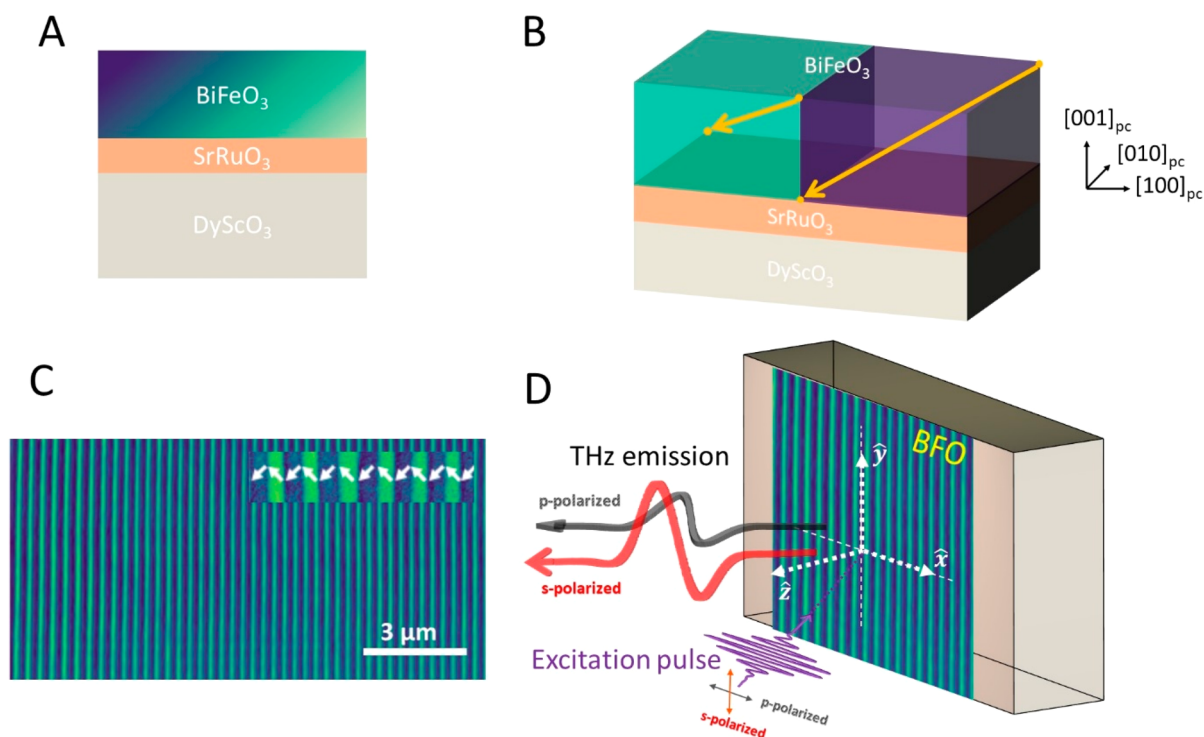 A
BiFeO₃
SrRuO₃
DyScO₃
B
BiFeO₃
SrRuO₃
DyScO₃
[001]pc
[010]pc
[100]pc
C
3 μm
D
BFO
THz emission
p-polarized
s-polarized
ŷ
x̂
ẑ
Excitation pulse
p-polarized
s-polarized